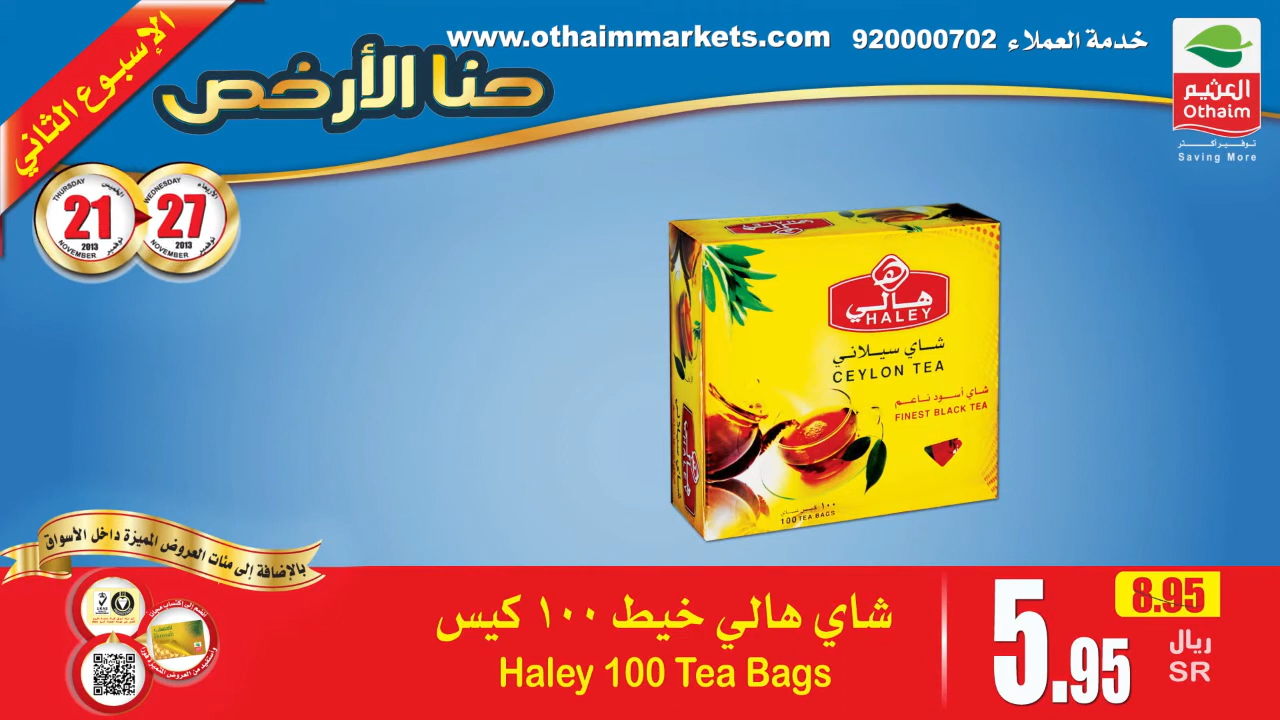 الإسبوع الثاني
حنا الأرخص
www.othaimmarkets.com 920000702 خدمة العملاء
العثيم
Othaim
توفير أكثر
Saving More
THURSDAY الخميس
21
2013
NOVEMBER نوفمبر
WEDNESDAY الأربعاء
27
2013
NOVEMBER نوفمبر
هالي
HALEY
شاي سيلاني
CEYLON TEA
شاي أسود ناعم
FINEST BLACK TEA
100 TEA BAGS
HALEY
بالإضافة إلى مئات العروض المميزة داخل الأسواق
شاي هالي خيط ١٠٠ كيس
Haley 100 Tea Bags
8.95
5.95
ريال
SR